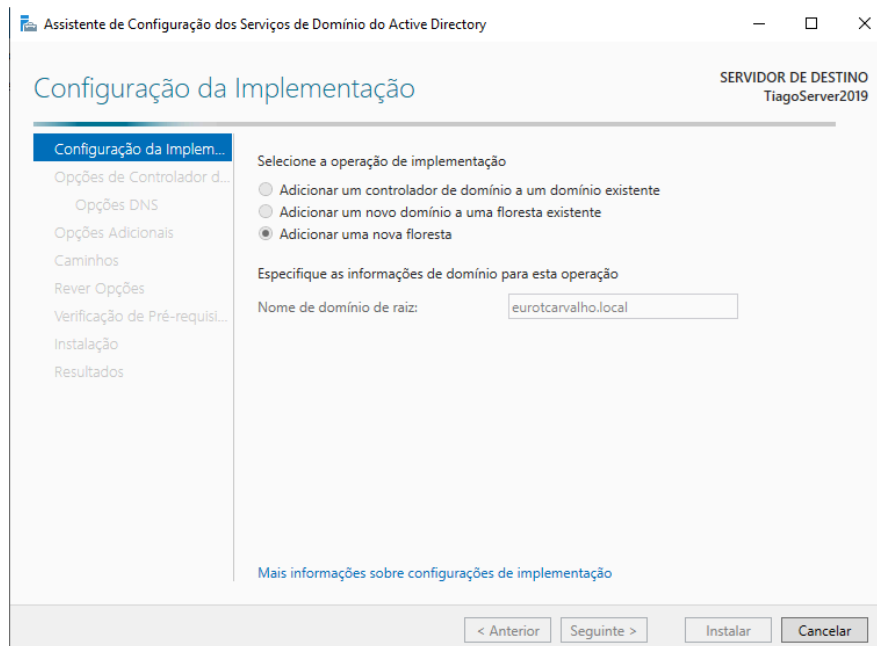 Assistente de Configuração dos Serviços de Domínio do Active Directory
Configuração da Implementação
SERVIDOR DE DESTINO
TiagoServer2019
Configuração da Implem...
Opções de Controlador d...
Opções DNS
Opções Adicionais
Caminhos
Rever Opções
Verificação de Pré-requisi...
Instalação
Resultados
Selecione a operação de implementação
Adicionar um controlador de domínio a um domínio existente
Adicionar um novo domínio a uma floresta existente
Adicionar uma nova floresta
Especifique as informações de domínio para esta operação
Nome de domínio de raiz: eurotcarvalho.local
Mais informações sobre configurações de implementação
< Anterior Seguinte > Instalar Cancelar